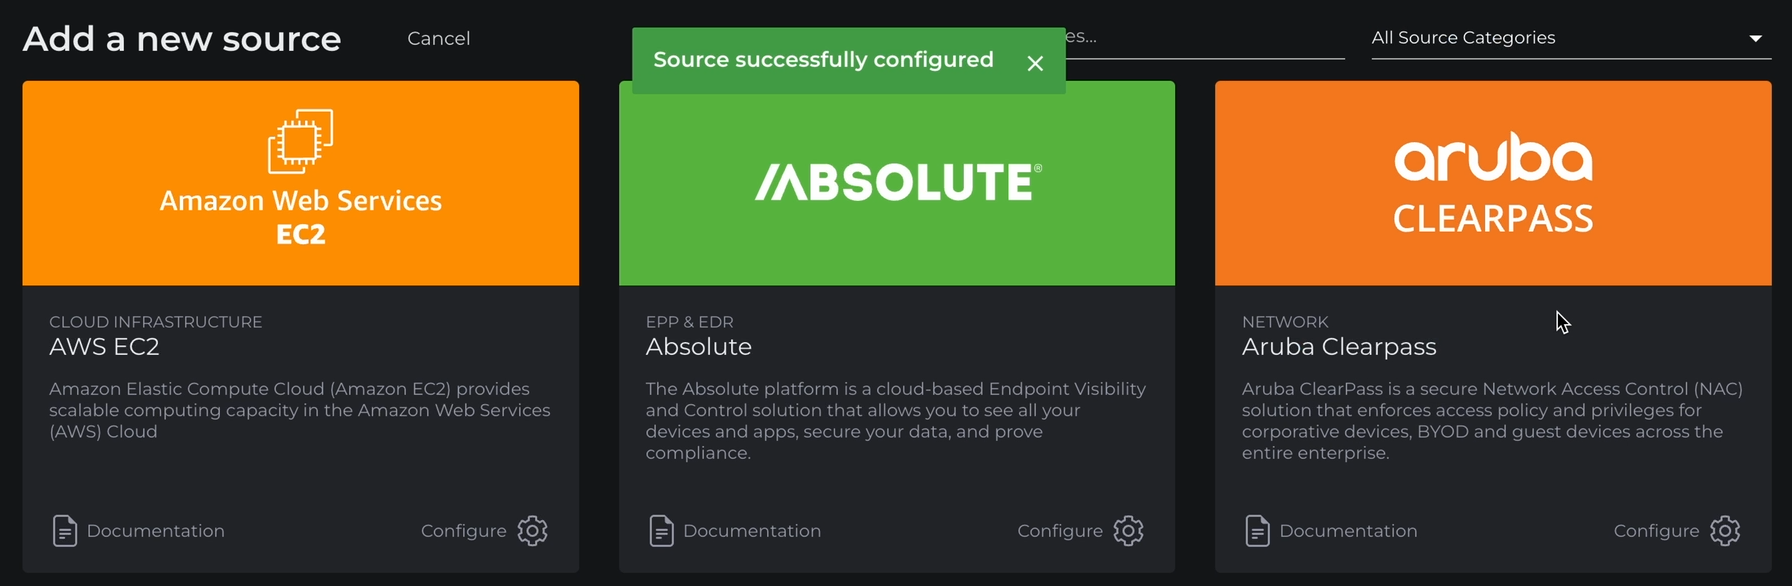 Add a new source
Cancel
Source successfully configured
es...
All Source Categories
Amazon Web Services
EC2
CLOUD INFRASTRUCTURE
AWS EC2
Amazon Elastic Compute Cloud (Amazon EC2) provides
scalable computing capacity in the Amazon Web Services
(AWS) Cloud
Documentation
Configure
ABSOLUTE®
EPP & EDR
Absolute
The Absolute platform is a cloud-based Endpoint Visibility
and Control solution that allows you to see all your
devices and apps, secure your data, and prove
compliance.
Documentation
Configure
aruba
CLEARPASS
NETWORK
Aruba Clearpass
Aruba ClearPass is a secure Network Access Control (NAC)
solution that enforces access policy and privileges for
corporative devices, BYOD and guest devices across the
entire enterprise.
Documentation
Configure